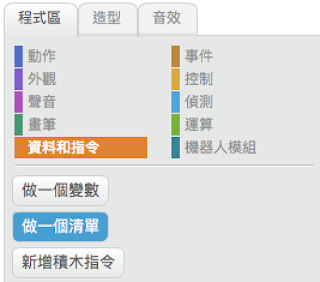 程式區 造型 音效
動作 事件
外觀 控制
聲音 偵測
畫筆 運算
資料和指令 機器人模組
做一個變數
做一個清單
新增積木指令